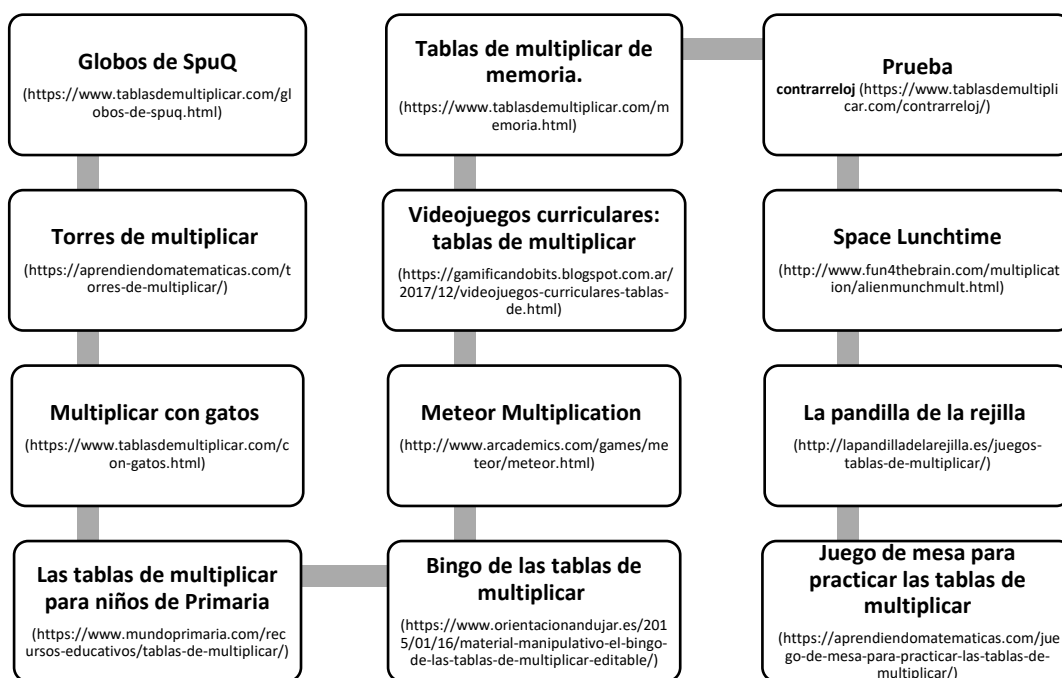 Globos de SpuQ
(https://www.tablasdemultiplicar.com/gl
obos-de-spuq.html)
Torres de multiplicar
(https://aprendiendomatematicas.com/t
orres-de-multiplicar/)
Multiplicar con gatos
(https://www.tablasdemultiplicar.com/c
on-gatos.html)
Las tablas de multiplicar
para niños de Primaria
(https://www.mundoprimaria.com/rec
ursos-educativos/tablas-de-multiplicar/)
Bingo de las tablas de
multiplicar
(https://www.orientacionandujar.es/201
5/01/16/material-manipulativo-el-bingo-
de-las-tablas-de-multiplicar-editable/)
Meteor Multiplication
(http://www.arcademics.com/games/me
teor/meteor.html)
Videojuegos curriculares:
tablas de multiplicar
(https://gamificandobits.blogspot.com.ar/
2017/12/videojuegos-curriculares-tablas-
de.html)
Tablas de multiplicar de
memoria.
(https://www.tablasdemultiplicar.com/m
emoria.html)
Prueba
contrarreloj (https://www.tablasdemultipli
car.com/contrarreloj/)
Space Lunchtime
(http://www.fun4thebrain.com/multiplicat
ion/alienmunchmult.html)
La pandilla de la rejilla
(http://lapandilladelarejilla.es/juegos-
tablas-de-multiplicar/)
Juego de mesa para
practicar las tablas de
multiplicar
(https://aprendiendomatematicas.com/jue
go-de-mesa-para-practicar-las-tablas-de-
multiplicar/)